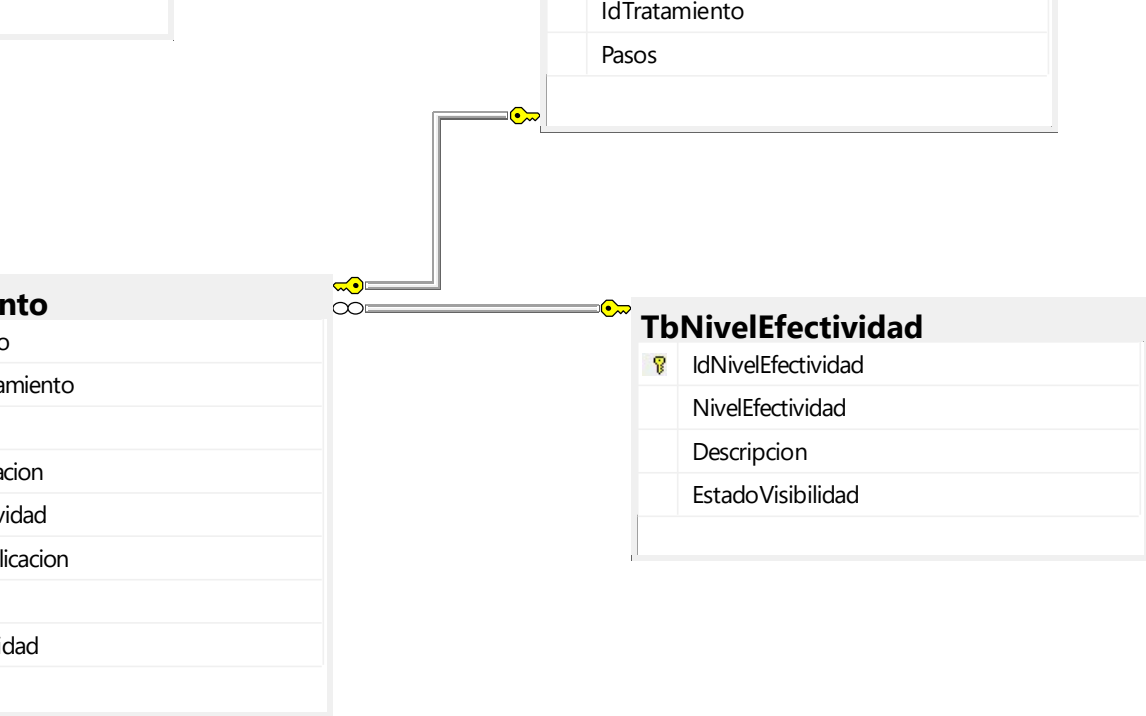 IdTratamiento
Pasos
nto
o
amiento
acion
vidad
licacion
idad
TbNivelEfectividad
IdNivelEfectividad
NivelEfectividad
Descripcion
EstadoVisibilidad